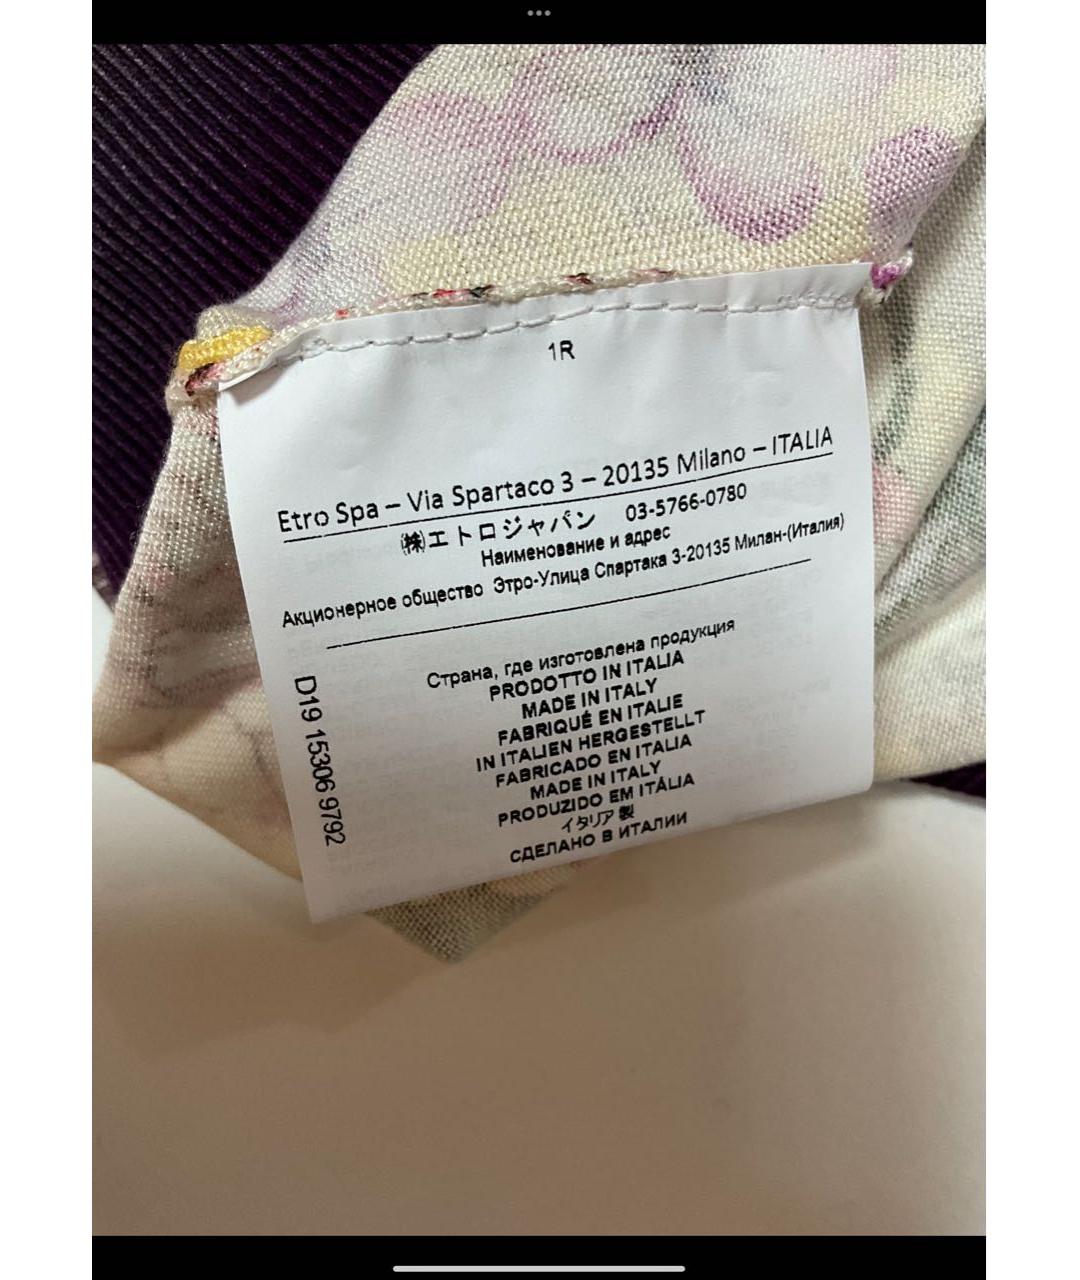 1R
Etro Spa – Via Spartaco 3 – 20135 Milano – ITALIA
㈱エトロジャパン 03-5766-0780
Наименование и адрес
Акционерное общество Этро-Улица Спартака 3-20135 Милан-(Италия)
Страна, где изготовлена продукция
PRODOTTO IN ITALIA
MADE IN ITALY
FABRIQUÉ EN ITALIE
IN ITALIEN HERGESTELLT
FABRICADO EN ITALIA
MADE IN ITALY
PRODUZIDO EM ITÁLIA
イタリア製
СДЕЛАНО В ИТАЛИИ
D19 15306 9792